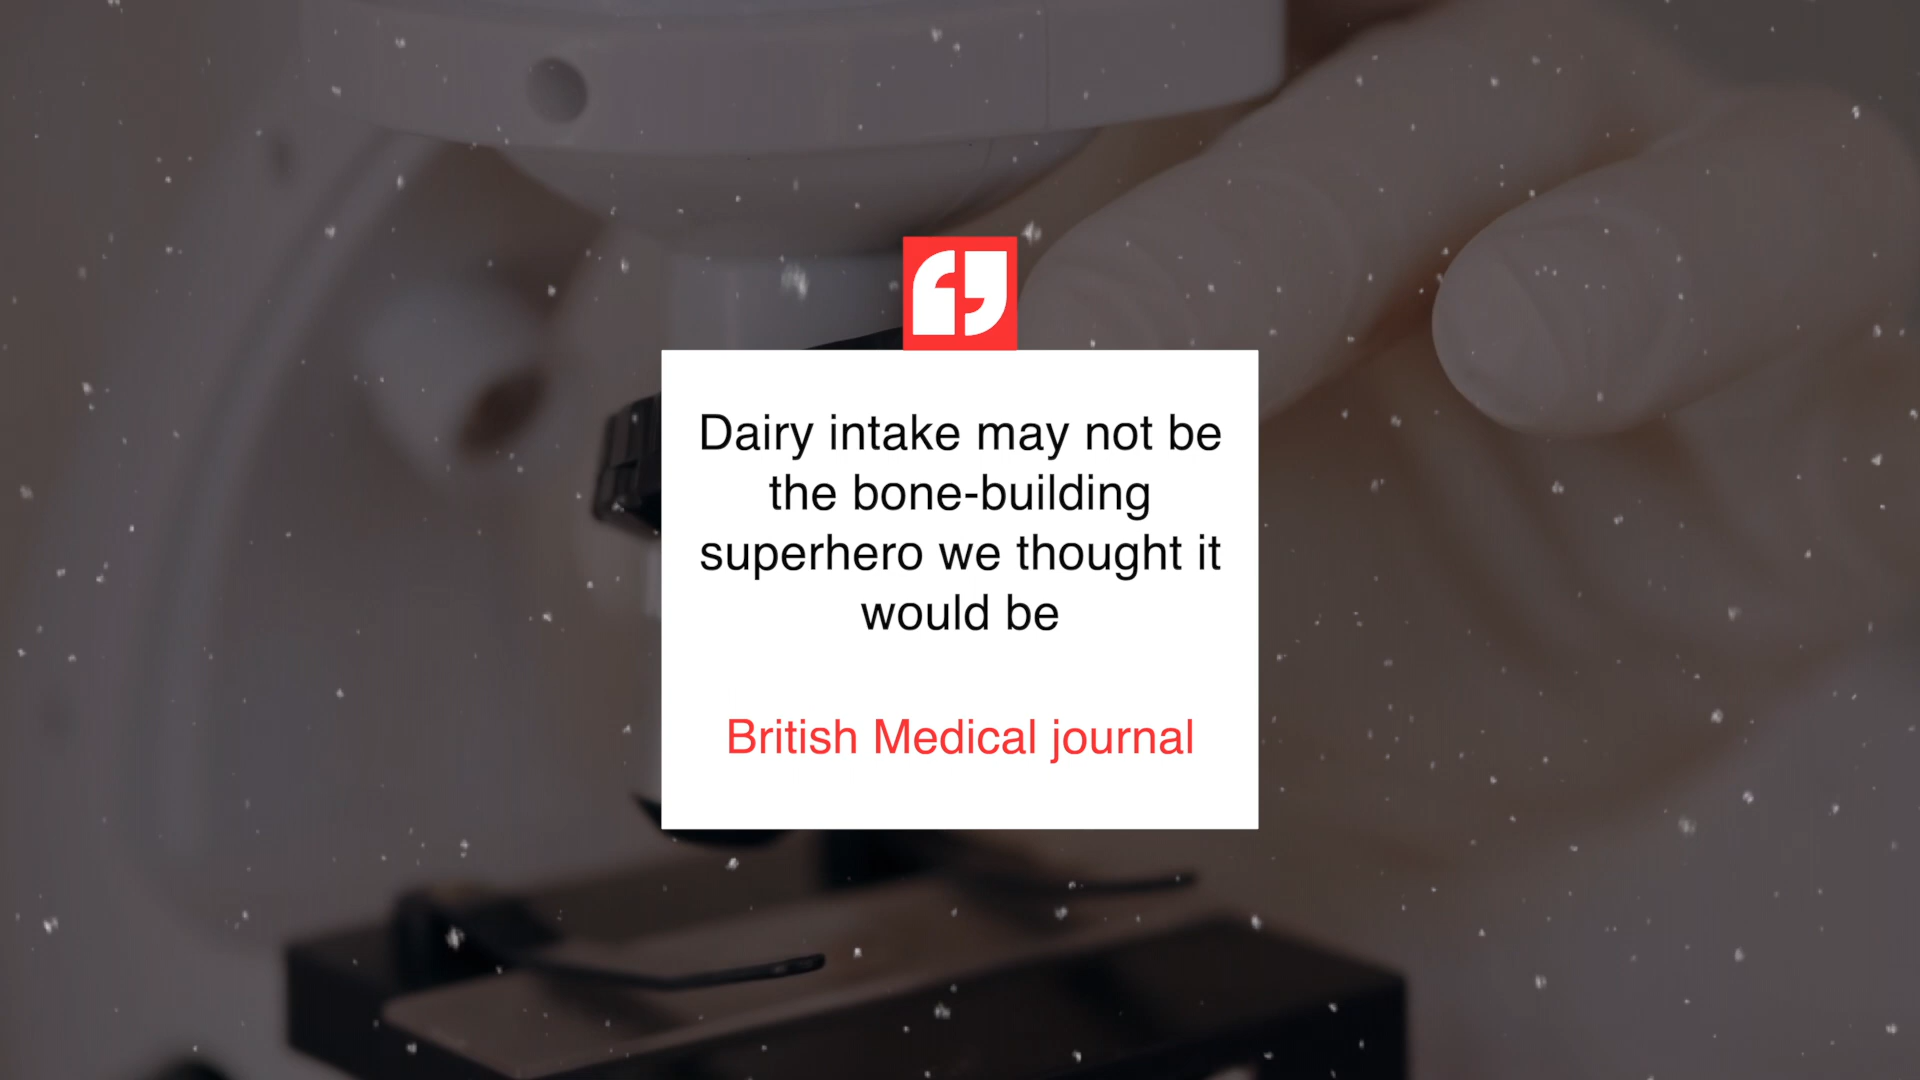 Dairy intake may not be
the bone-building
superhero we thought it
would be
British Medical journal